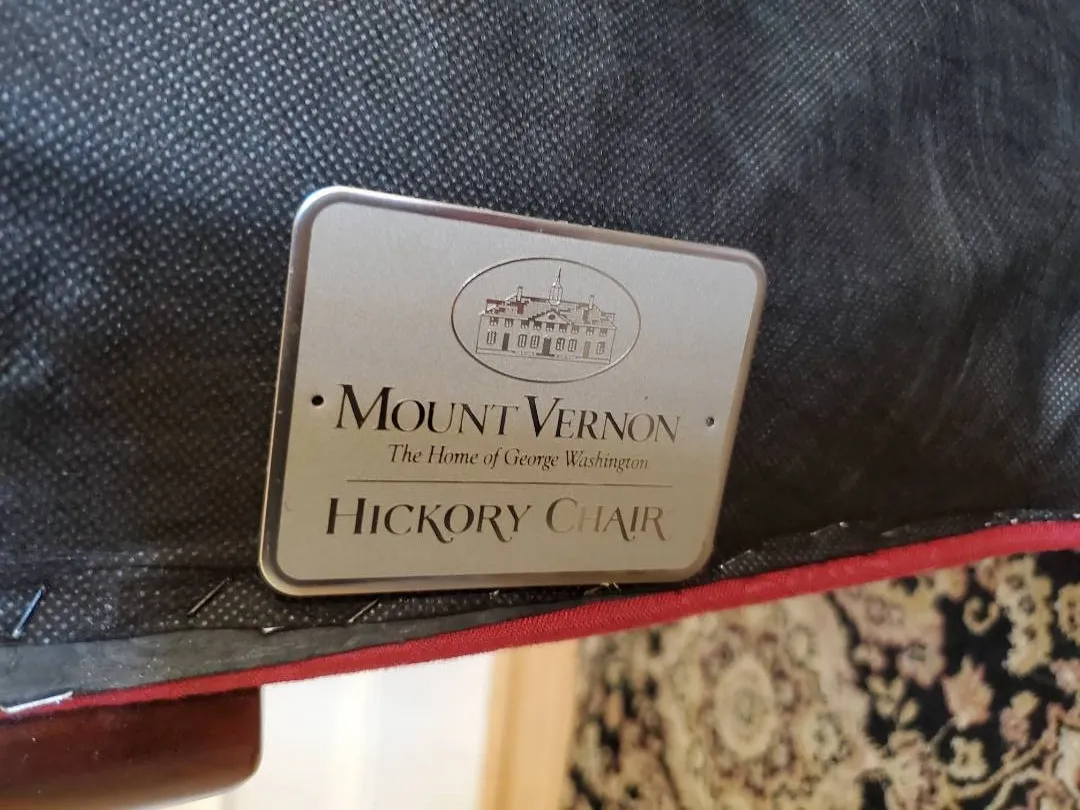 MOUNT VERNON
The Home of George Washington
HICKORY CHAIR